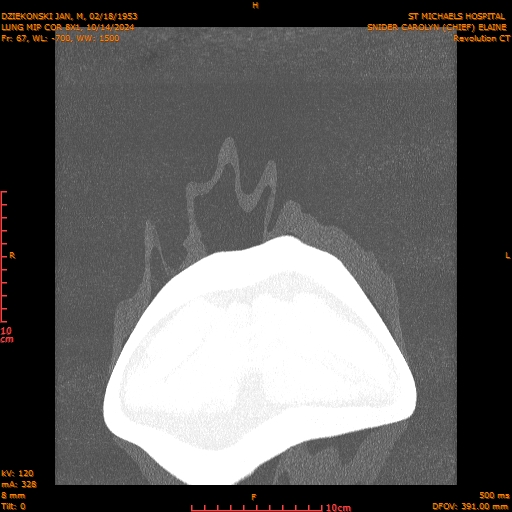 H
DZIEKONSKI JAN, M, 02/18/1953
LUNG MIP COR 8X1, 10/14/2024
Fr: 67, WL: -700, WW: 1500
ST MICHAELS HOSPITAL
SNIDER CAROLYN (CHIEF) ELAINE
Revolution CT
R
L
10
cm
kV: 120
mA: 328
8 mm
Tilt: 0
F
10cm
500 ms
DFOV: 391.00 mm